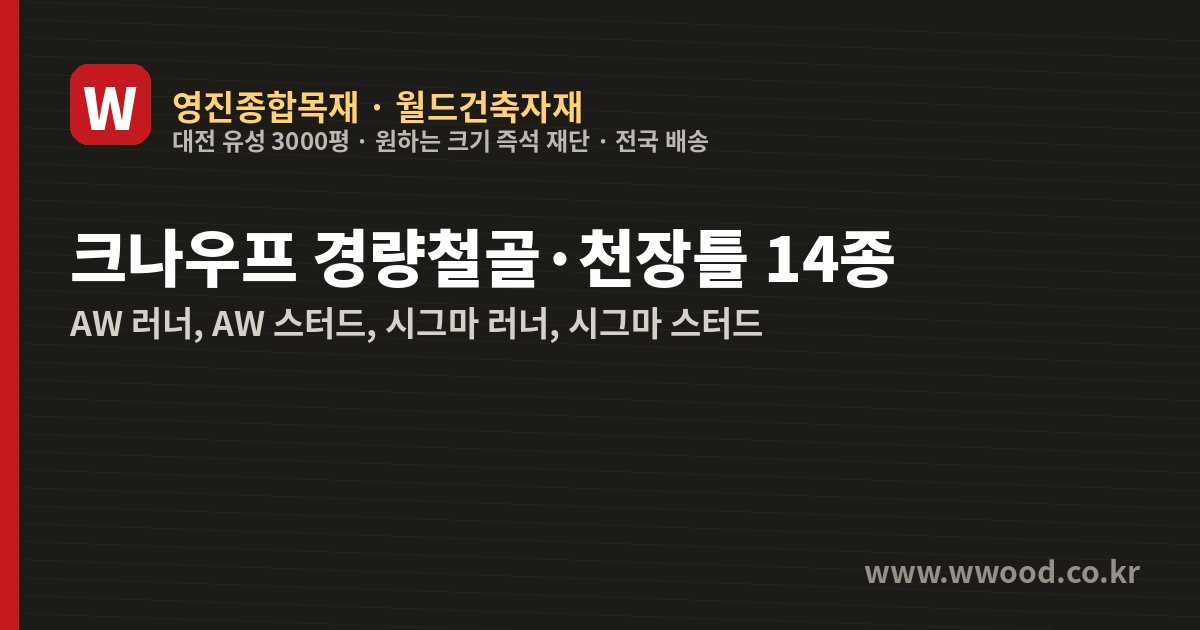 W
영진종합목재 · 월드건축자재
대전 유성 3000평 · 원하는 크기 즉석 재단 · 전국 배송
크나우프 경량철골·천장틀 14종
AW 러너, AW 스터드, 시그마 러너, 시그마 스터드
www.wwood.co.kr